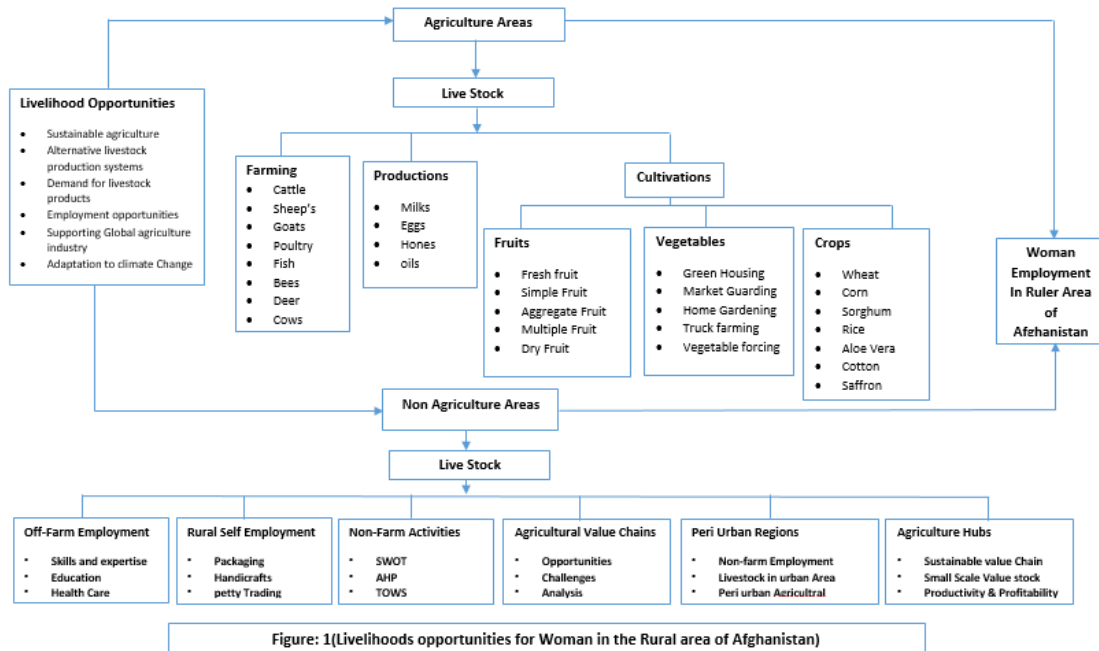 Agriculture Areas
Live Stock
Livelihood Opportunities
• Sustainable agriculture
• Alternative livestock
production systems
• Demand for livestock
products
• Employment opportunities
• Supporting Global agriculture
industry
• Adaptation to climate Change
Farming
• Cattle
• Sheep's
• Goats
• Poultry
• Fish
• Bees
• Deer
• Cows
Productions
• Milks
• Eggs
• Hones
• oils
Cultivations
Fruits
• Fresh fruit
• Simple Fruit
• Aggregate Fruit
• Multiple Fruit
• Dry Fruit
Vegetables
• Green Housing
• Market Guarding
• Home Gardening
• Truck farming
• Vegetable forcing
Crops
• Wheat
• Corn
• Sorghum
• Rice
• Aloe Vera
• Cotton
• Saffron
Woman
Employment
In Ruler Area
of
Afghanistan
Non Agriculture Areas
Live Stock
Off-Farm Employment
• Skills and expertise
• Education
• Health Care
Rural Self Employment
• Packaging
• Handicrafts
• petty Trading
Non-Farm Activities
• SWOT
• AHP
• TOWS
Agricultural Value Chains
• Opportunities
• Challenges
• Analysis
Peri Urban Regions
• Non-farm Employment
• Livestock in urban Area
• Peri urban Agricultral
Agriculture Hubs
• Sustainable value Chain
• Small Scale Value stock
• Productivity & Profitability
Figure: 1(Livelihoods opportunities for Woman in the Rural area of Afghanistan)